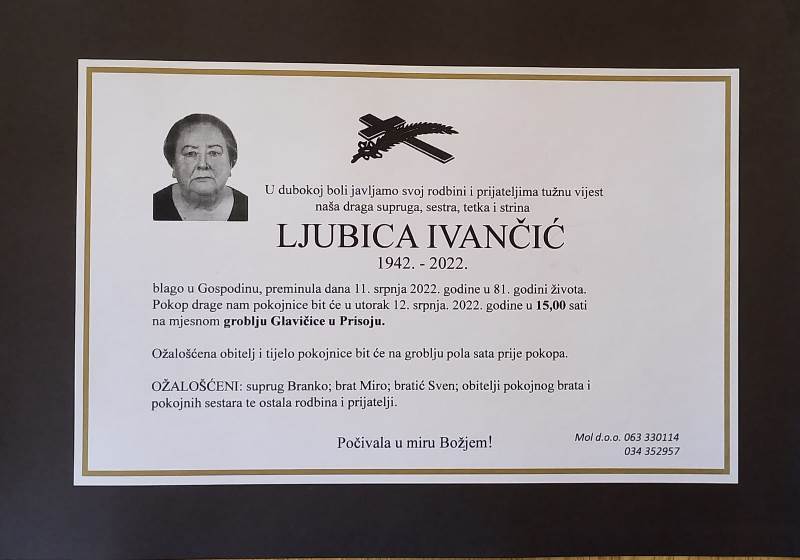 U dubokoj boli javljamo svoj rodbini i prijateljima tužnu vijest
naša draga supruga, sestra, tetka i strina
LJUBICA IVANČIĆ
1942. - 2022.
blago u Gospodinu, preminula dana 11. srpnja 2022. godine u 81. godini života.
Pokop drage nam pokojnice bit će u utorak 12. srpnja. 2022. godine u 15,00 sati
na mjesnom groblju Glavičice u Prisoju.
Ožalošćena obitelj i tijelo pokojnice bit će na groblju pola sata prije pokopa.
OŽALOŠĆENI: suprug Branko; brat Miro; bratić Sven; obitelji pokojnog brata i
pokojnih sestara te ostala rodbina i prijatelji.
Počivala u miru Božjem!
Mol d.o.o. 063 330114
034 352957